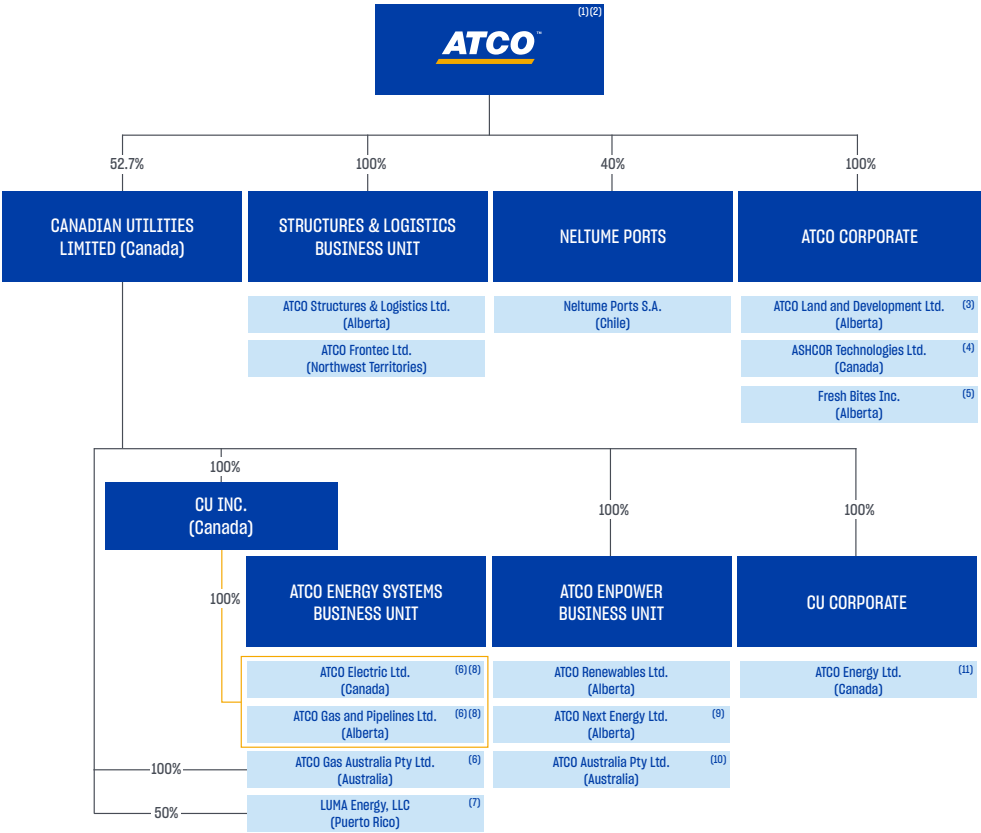 (1)(2)
ATCO™
52.7%
100%
40%
100%
CANADIAN UTILITIES
LIMITED (Canada)
STRUCTURES & LOGISTICS
BUSINESS UNIT
NELTUME PORTS
ATCO CORPORATE
ATCO Structures & Logistics Ltd.
(Alberta)
ATCO Frontec Ltd.
(Northwest Territories)
Neltume Ports S.A.
(Chile)
ATCO Land and Development Ltd. (3)
(Alberta)
ASHCOR Technologies Ltd. (4)
(Canada)
Fresh Bites Inc. (5)
(Alberta)
100%
CU INC.
(Canada)
100%
100%
100%
ATCO ENERGY SYSTEMS
BUSINESS UNIT
ATCO ENPOWER
BUSINESS UNIT
CU CORPORATE
ATCO Electric Ltd. (6)(8)
(Canada)
ATCO Gas and Pipelines Ltd. (6)(8)
(Alberta)
100%
ATCO Gas Australia Pty Ltd. (6)
(Australia)
50%
LUMA Energy, LLC (7)
(Puerto Rico)
ATCO Renewables Ltd.
(Alberta)
ATCO Next Energy Ltd. (9)
(Alberta)
ATCO Australia Pty Ltd. (10)
(Australia)
ATCO Energy Ltd. (11)
(Canada)